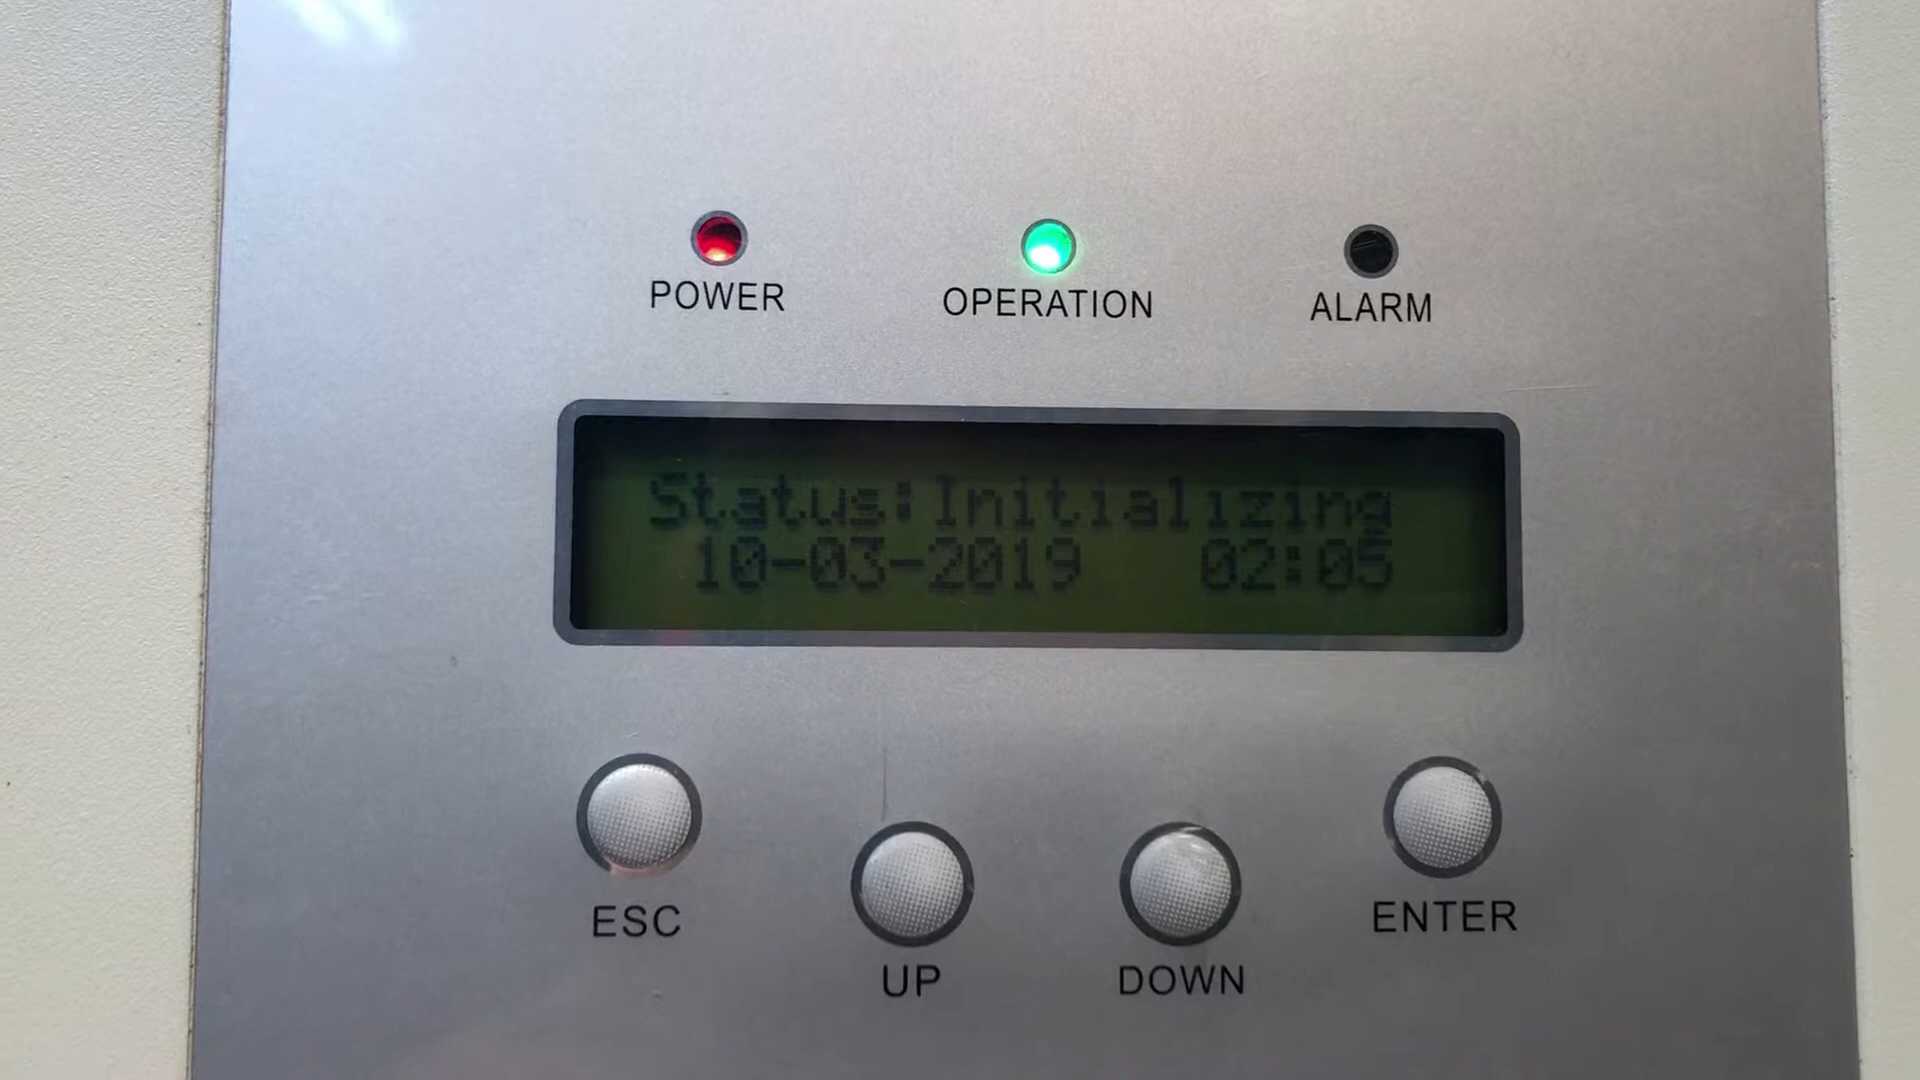 POWER OPERATION ALARM
Status:Initializing
10-03-2019 02:05
ESC UP DOWN ENTER